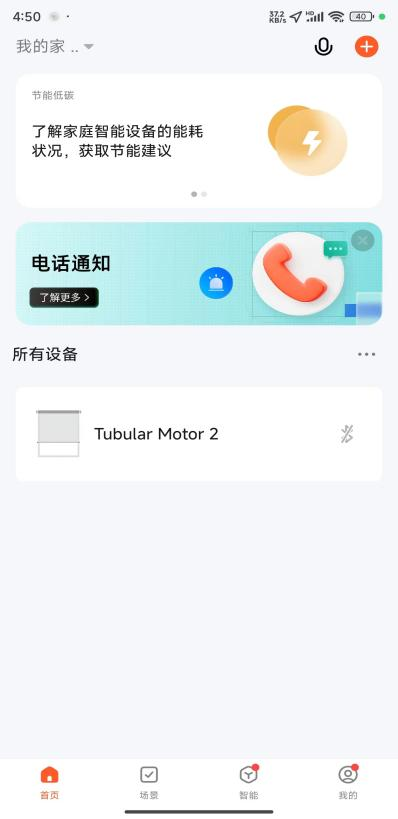 4:50
37.2 KB/s
HD
40
我的家 ..
节能低碳
了解家庭智能设备的能耗
状况，获取节能建议
电话通知
了解更多 >
所有设备
Tubular Motor 2
首页
场景
智能
我的